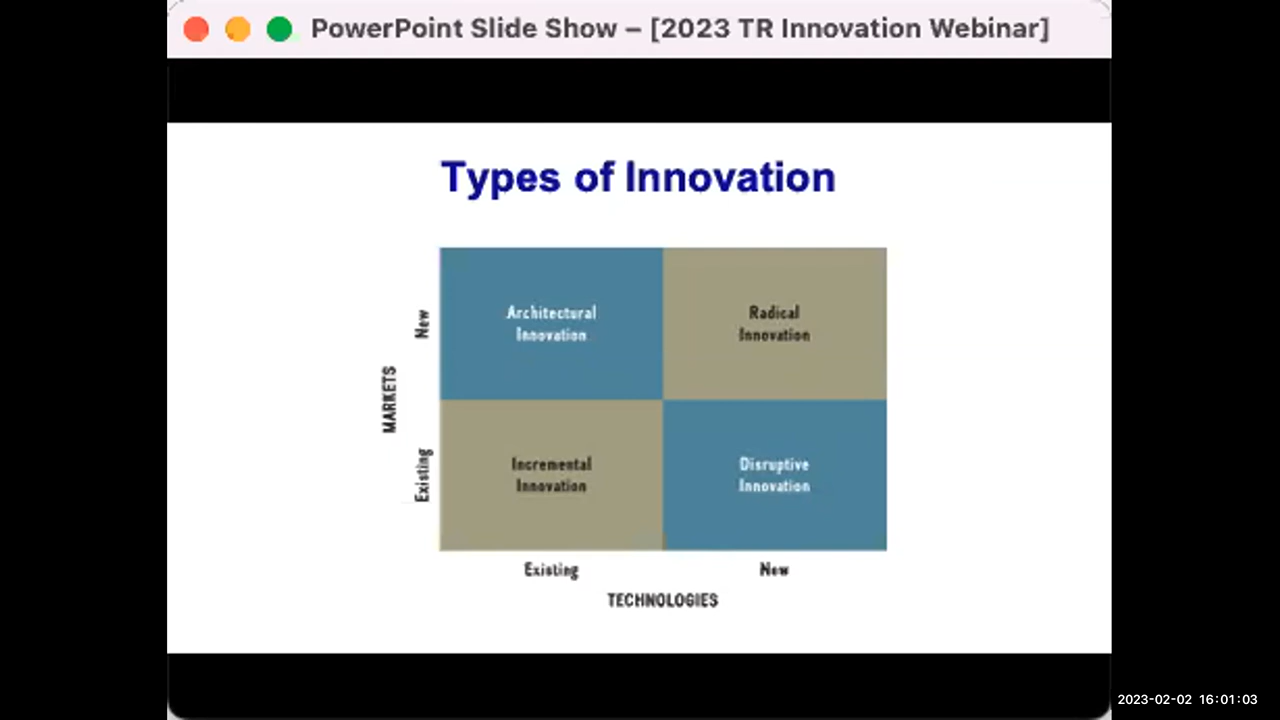 PowerPoint Slide Show – [2023 TR Innovation Webinar]
Types of Innovation
MARKETS
New
Existing
Architectural
Innovation
Radical
Innovation
Incremental
Innovation
Disruptive
Innovation
Existing
New
TECHNOLOGIES
2023-02-02 16:01:03